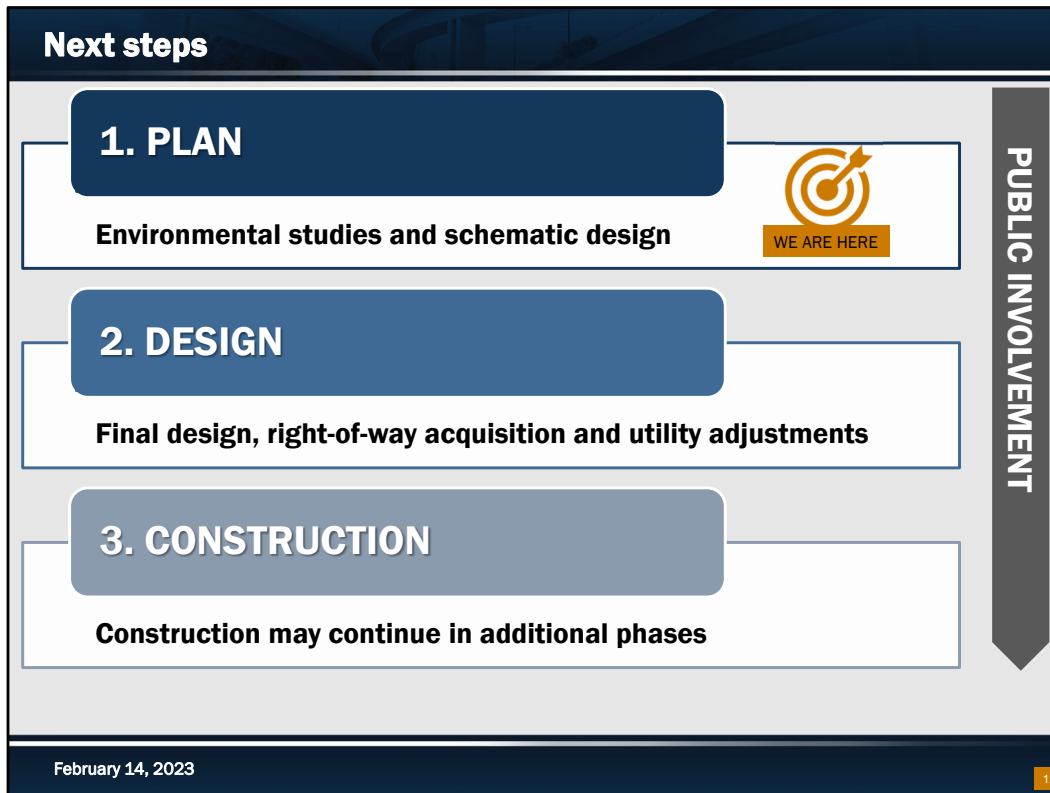 Next steps
1. PLAN
Environmental studies and schematic design
WE ARE HERE
2. DESIGN
Final design, right-of-way acquisition and utility adjustments
3. CONSTRUCTION
Construction may continue in additional phases
PUBLIC INVOLVEMENT
February 14, 2023
1